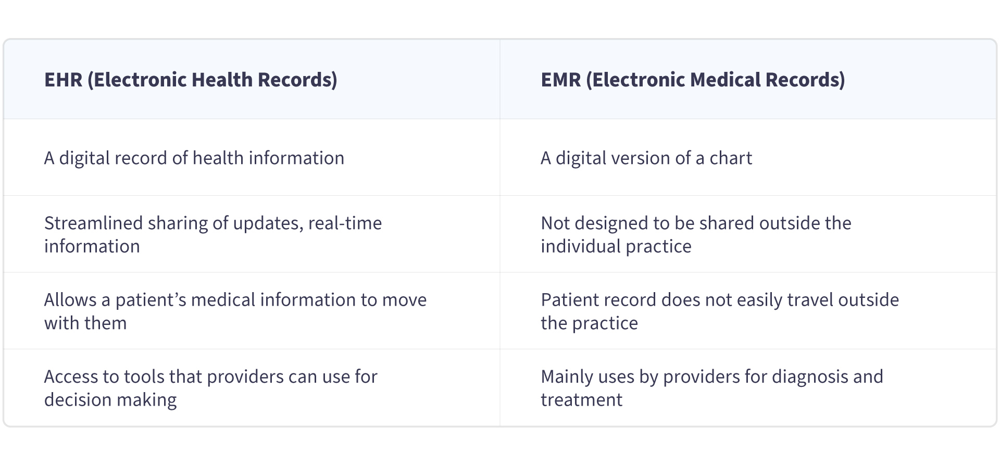 EHR (Electronic Health Records)
EMR (Electronic Medical Records)
A digital record of health information
A digital version of a chart
Streamlined sharing of updates, real-time
information
Not designed to be shared outside the
individual practice
Allows a patient’s medical information to move
with them
Patient record does not easily travel outside
the practice
Access to tools that providers can use for
decision making
Mainly uses by providers for diagnosis and
treatment